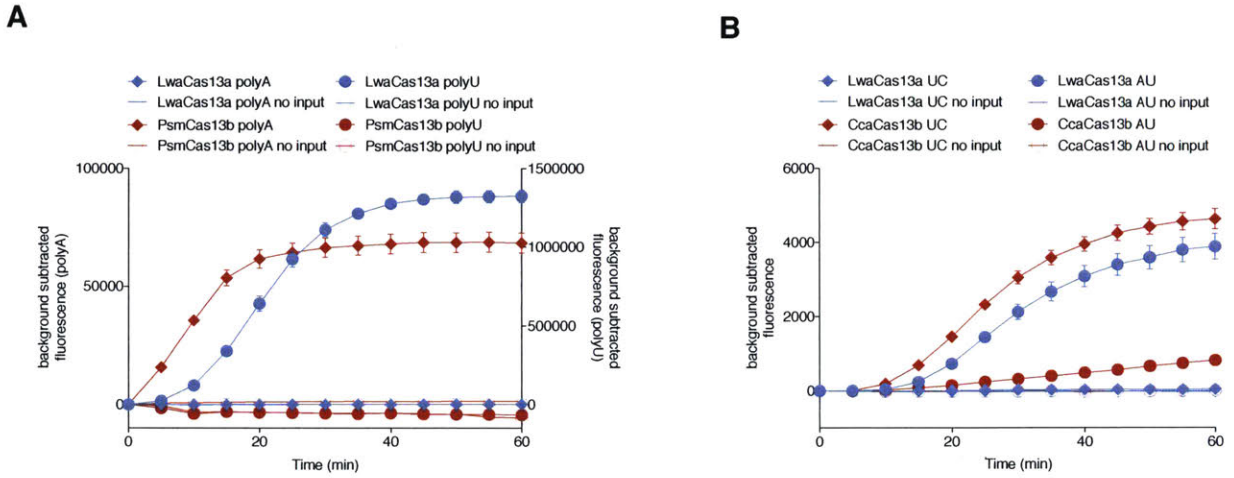 A
LwaCas13a polyA
LwaCas13a polyU
LwaCas13a polyA no input
LwaCas13a polyU no input
PsmCas13b polyA
PsmCas13b polyU
PsmCas13b polyA no input
PsmCas13b polyU no input
100000
50000
0
background subtracted
fluorescence (polyA)
1500000
1000000
500000
0
background subtracted
fluorescence (polyU)
0
20
40
60
Time (min)
B
LwaCas13a UC
LwaCas13a AU
LwaCas13a UC no input
LwaCas13a AU no input
CcaCas13b UC
CcaCas13b AU
CcaCas13b UC no input
CcaCas13b AU no input
6000
4000
2000
0
background subtracted
fluorescence
0
20
40
60
Time (min)